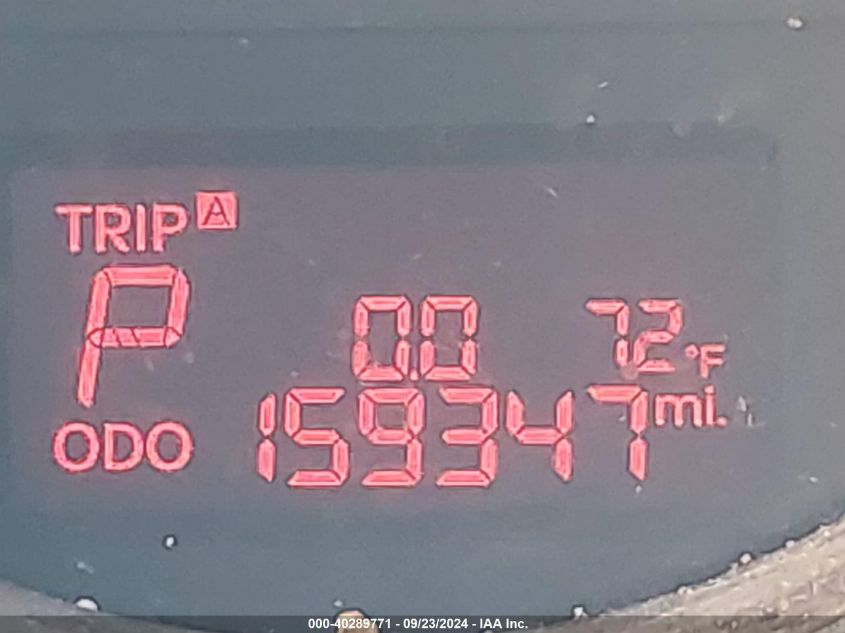 TRIP A
P
0.0 72°F
ODO 159347 mi.
000-40289771 - 09/23/2024 - IAA Inc.